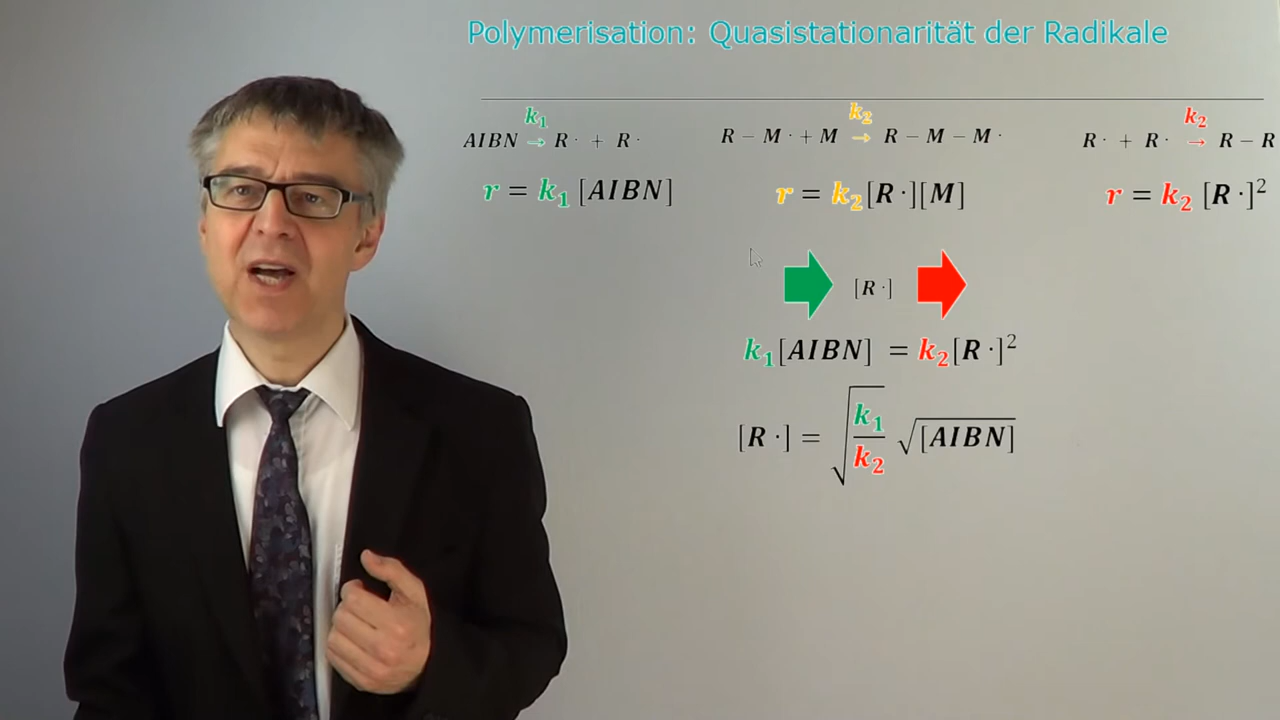 Polymerisation: Quasistationarität der Radikale
AIBN →k₁ R· + R·
R − M· + M →k₂ R − M − M·
R· + R· →k₂ R − R
r = k₁ [AIBN]
r = k₂[R·][M]
r = k₂ [R·]²
[R·]
k₁[AIBN] = k₂[R·]²
[R·] = √(k₁/k₂) √[AIBN]